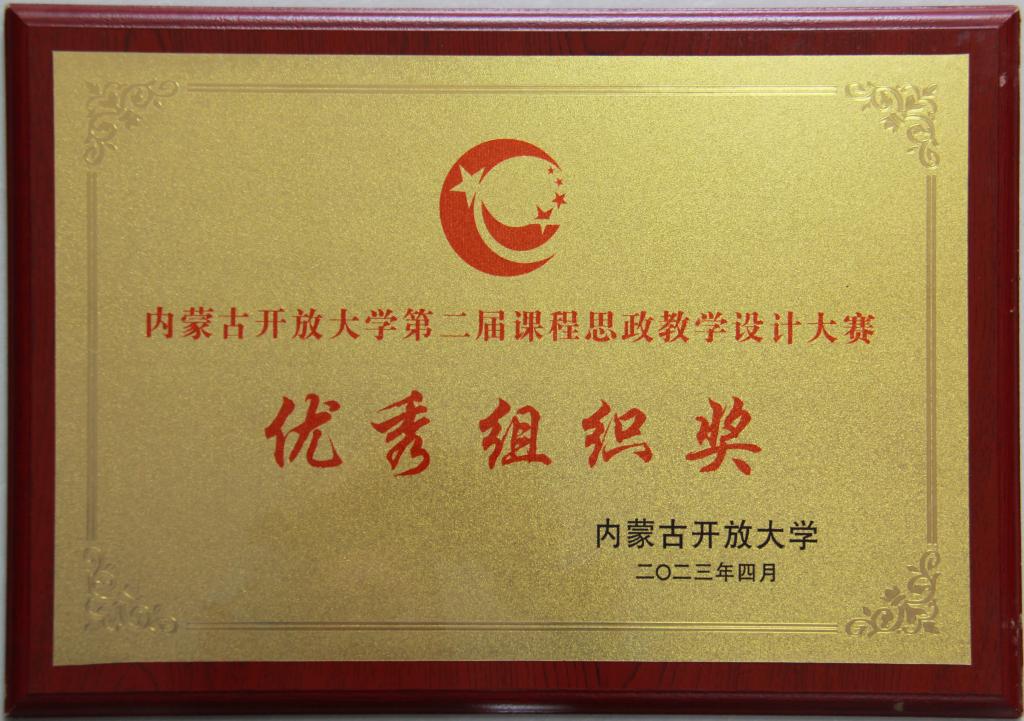 内蒙古开放大学第二届课程思政教学设计大赛
优秀组织奖
内蒙古开放大学
二〇二三年四月